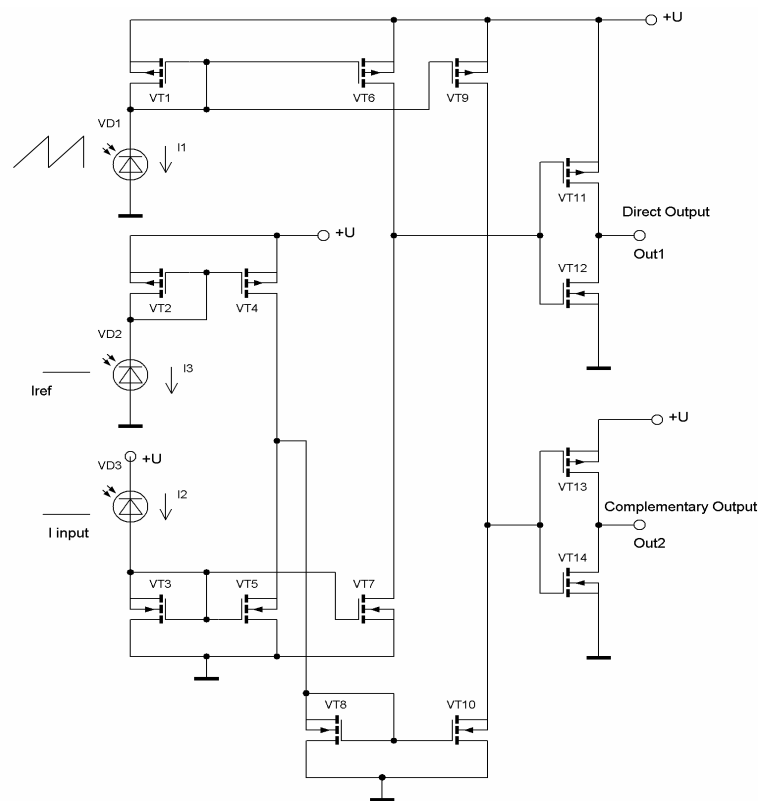 +U
VT1
VT6
VT9
VD1
I1
VT11
Direct Output
Out1
+U
VT12
VT2
VT4
VD2
I3
Iref
+U
+U
VD3
I2
VT13
Complementary Output
I input
Out2
VT14
VT3
VT5
VT7
VT8
VT10